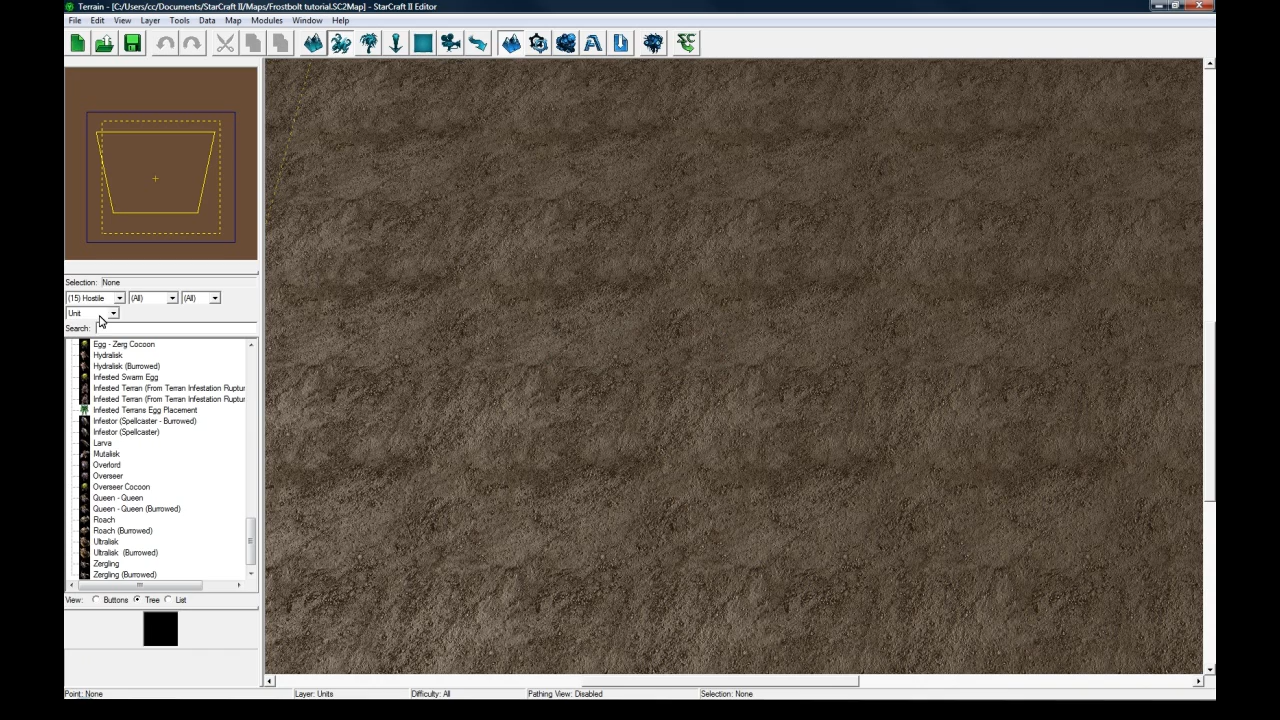 Terrain - [C:/Users/cc/Documents/StarCraft II/Maps/Frostbolt tutorial.SC2Map] - StarCraft II Editor
File Edit View Layer Tools Data Map Modules Window Help
Selection: None
(15) Hostile (All) (All)
Unit
Search:
Egg - Zerg Cocoon
Hydralisk
Hydralisk (Burrowed)
Infested Swarm Egg
Infested Terran (From Terran Infestation Ruptur
Infested Terran (From Terran Infestation Ruptur
Infested Terrans Egg Placement
Infestor (Spellcaster - Burrowed)
Infestor (Spellcaster)
Larva
Mutalisk
Overlord
Overseer
Overseer Cocoon
Queen - Queen
Queen - Queen (Burrowed)
Roach
Roach (Burrowed)
Ultralisk
Ultralisk (Burrowed)
Zergling
Zergling (Burrowed)
View: Buttons Tree List
Point: None Layer: Units Difficulty: All Pathing View: Disabled Selection: None